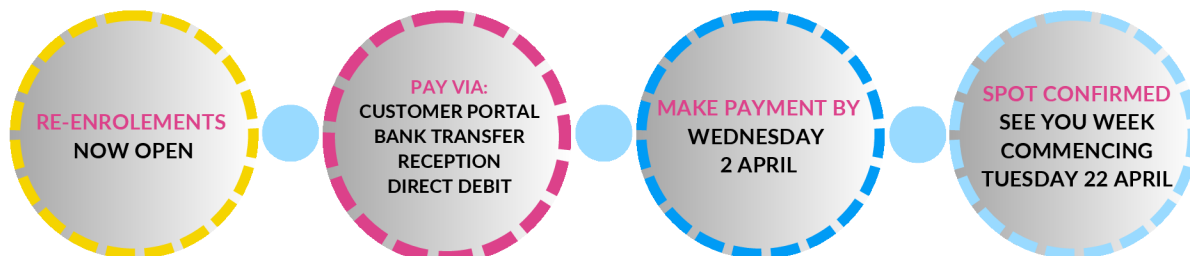 RE-ENROLEMENTS
NOW OPEN
PAY VIA:
CUSTOMER PORTAL
BANK TRANSFER
RECEPTION
DIRECT DEBIT
MAKE PAYMENT BY
WEDNESDAY
2 APRIL
SPOT CONFIRMED
SEE YOU WEEK
COMMENCING
TUESDAY 22 APRIL